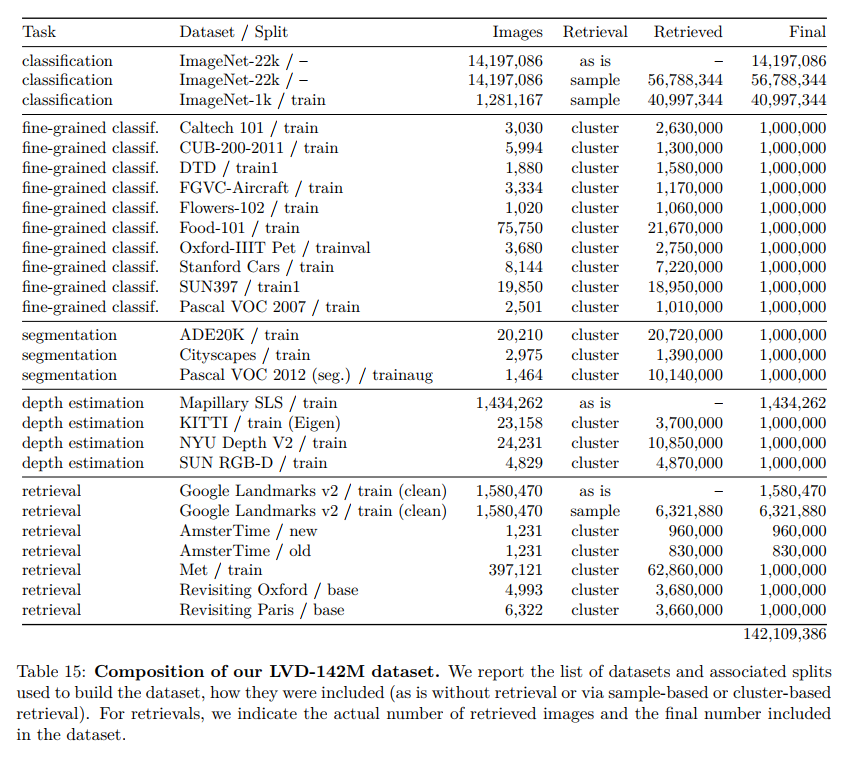 Task Dataset / Split Images Retrieval Retrieved Final
classification ImageNet-22k / – 14,197,086 as is – 14,197,086
classification ImageNet-22k / – 14,197,086 sample 56,788,344 56,788,344
classification ImageNet-1k / train 1,281,167 sample 40,997,344 40,997,344
fine-grained classif. Caltech 101 / train 3,030 cluster 2,630,000 1,000,000
fine-grained classif. CUB-200-2011 / train 5,994 cluster 1,300,000 1,000,000
fine-grained classif. DTD / train1 1,880 cluster 1,580,000 1,000,000
fine-grained classif. FGVC-Aircraft / train 3,334 cluster 1,170,000 1,000,000
fine-grained classif. Flowers-102 / train 1,020 cluster 1,060,000 1,000,000
fine-grained classif. Food-101 / train 75,750 cluster 21,670,000 1,000,000
fine-grained classif. Oxford-IIIT Pet / trainval 3,680 cluster 2,750,000 1,000,000
fine-grained classif. Stanford Cars / train 8,144 cluster 7,220,000 1,000,000
fine-grained classif. SUN397 / train1 19,850 cluster 18,950,000 1,000,000
fine-grained classif. Pascal VOC 2007 / train 2,501 cluster 1,010,000 1,000,000
segmentation ADE20K / train 20,210 cluster 20,720,000 1,000,000
segmentation Cityscapes / train 2,975 cluster 1,390,000 1,000,000
segmentation Pascal VOC 2012 (seg.) / trainaug 1,464 cluster 10,140,000 1,000,000
depth estimation Mapillary SLS / train 1,434,262 as is – 1,434,262
depth estimation KITTI / train (Eigen) 23,158 cluster 3,700,000 1,000,000
depth estimation NYU Depth V2 / train 24,231 cluster 10,850,000 1,000,000
depth estimation SUN RGB-D / train 4,829 cluster 4,870,000 1,000,000
retrieval Google Landmarks v2 / train (clean) 1,580,470 as is – 1,580,470
retrieval Google Landmarks v2 / train (clean) 1,580,470 sample 6,321,880 6,321,880
retrieval AmsterTime / new 1,231 cluster 960,000 960,000
retrieval AmsterTime / old 1,231 cluster 830,000 830,000
retrieval Met / train 397,121 cluster 62,860,000 1,000,000
retrieval Revisiting Oxford / base 4,993 cluster 3,680,000 1,000,000
retrieval Revisiting Paris / base 6,322 cluster 3,660,000 1,000,000
142,109,386
Table 15: Composition of our LVD-142M dataset. We report the list of datasets and associated splits
used to build the dataset, how they were included (as is without retrieval or via sample-based or cluster-based
retrieval). For retrievals, we indicate the actual number of retrieved images and the final number included
in the dataset.